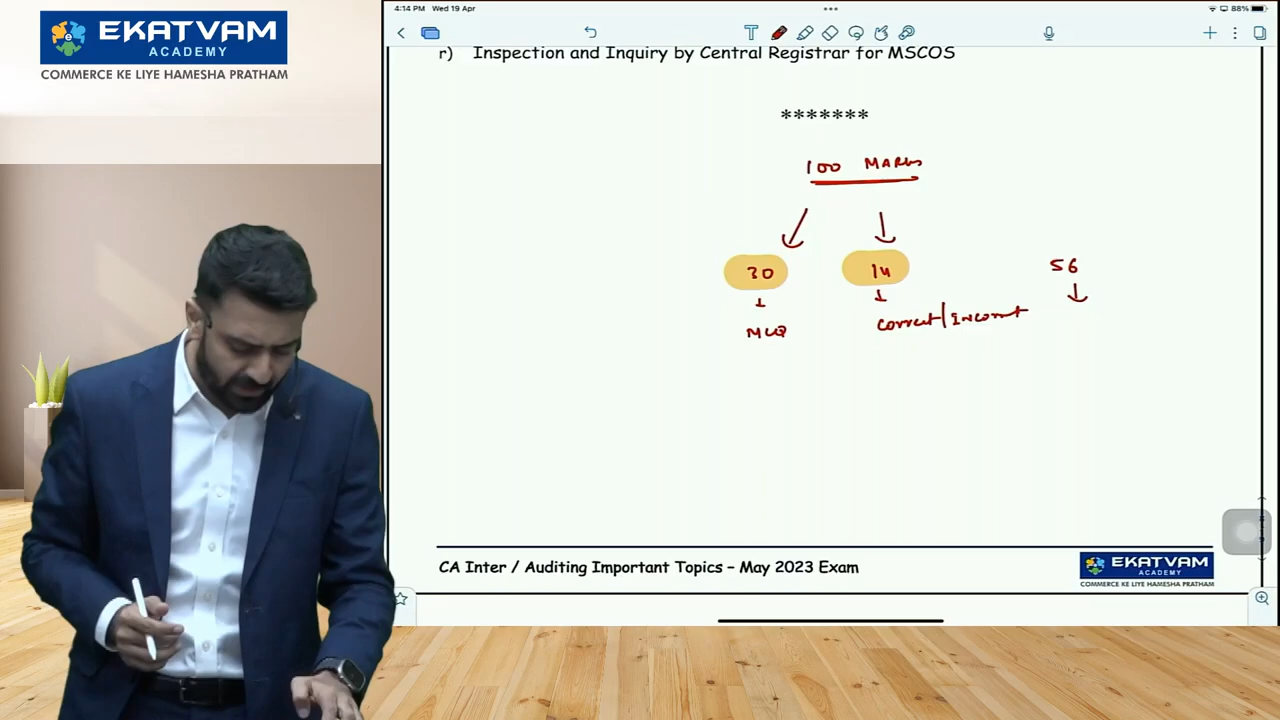 EKATVAM
ACADEMY
COMMERCE KE LIYE HAMESHA PRATHAM
4:14 PM Wed 19 Apr
88%
r) Inspection and Inquiry by Central Registrar for MSCOS
*******
100 MARKS
30
14
56
MCQ
Correct/Incorrect
CA Inter / Auditing Important Topics – May 2023 Exam
EKATVAM
ACADEMY
COMMERCE KE LIYE HAMESHA PRATHAM